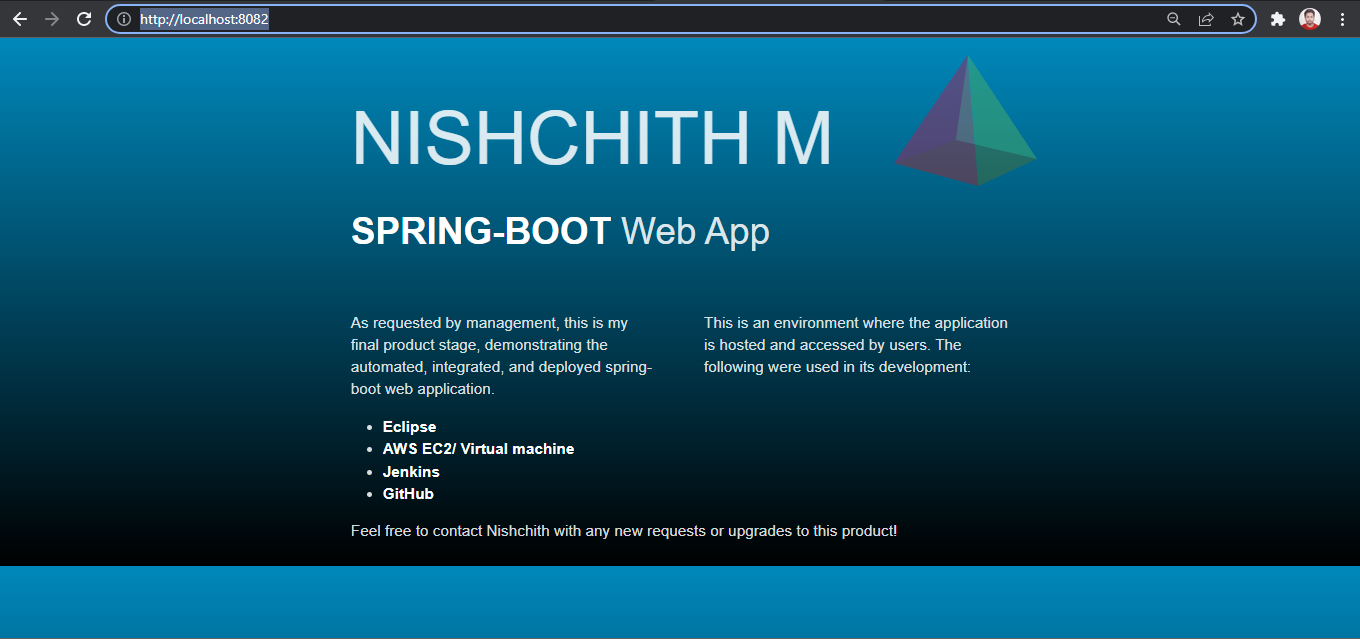 http://localhost:8082
NISHCHITH M
SPRING-BOOT Web App
As requested by management, this is my
final product stage, demonstrating the
automated, integrated, and deployed spring-
boot web application.
This is an environment where the application
is hosted and accessed by users. The
following were used in its development:
• Eclipse
• AWS EC2/ Virtual machine
• Jenkins
• GitHub
Feel free to contact Nishchith with any new requests or upgrades to this product!